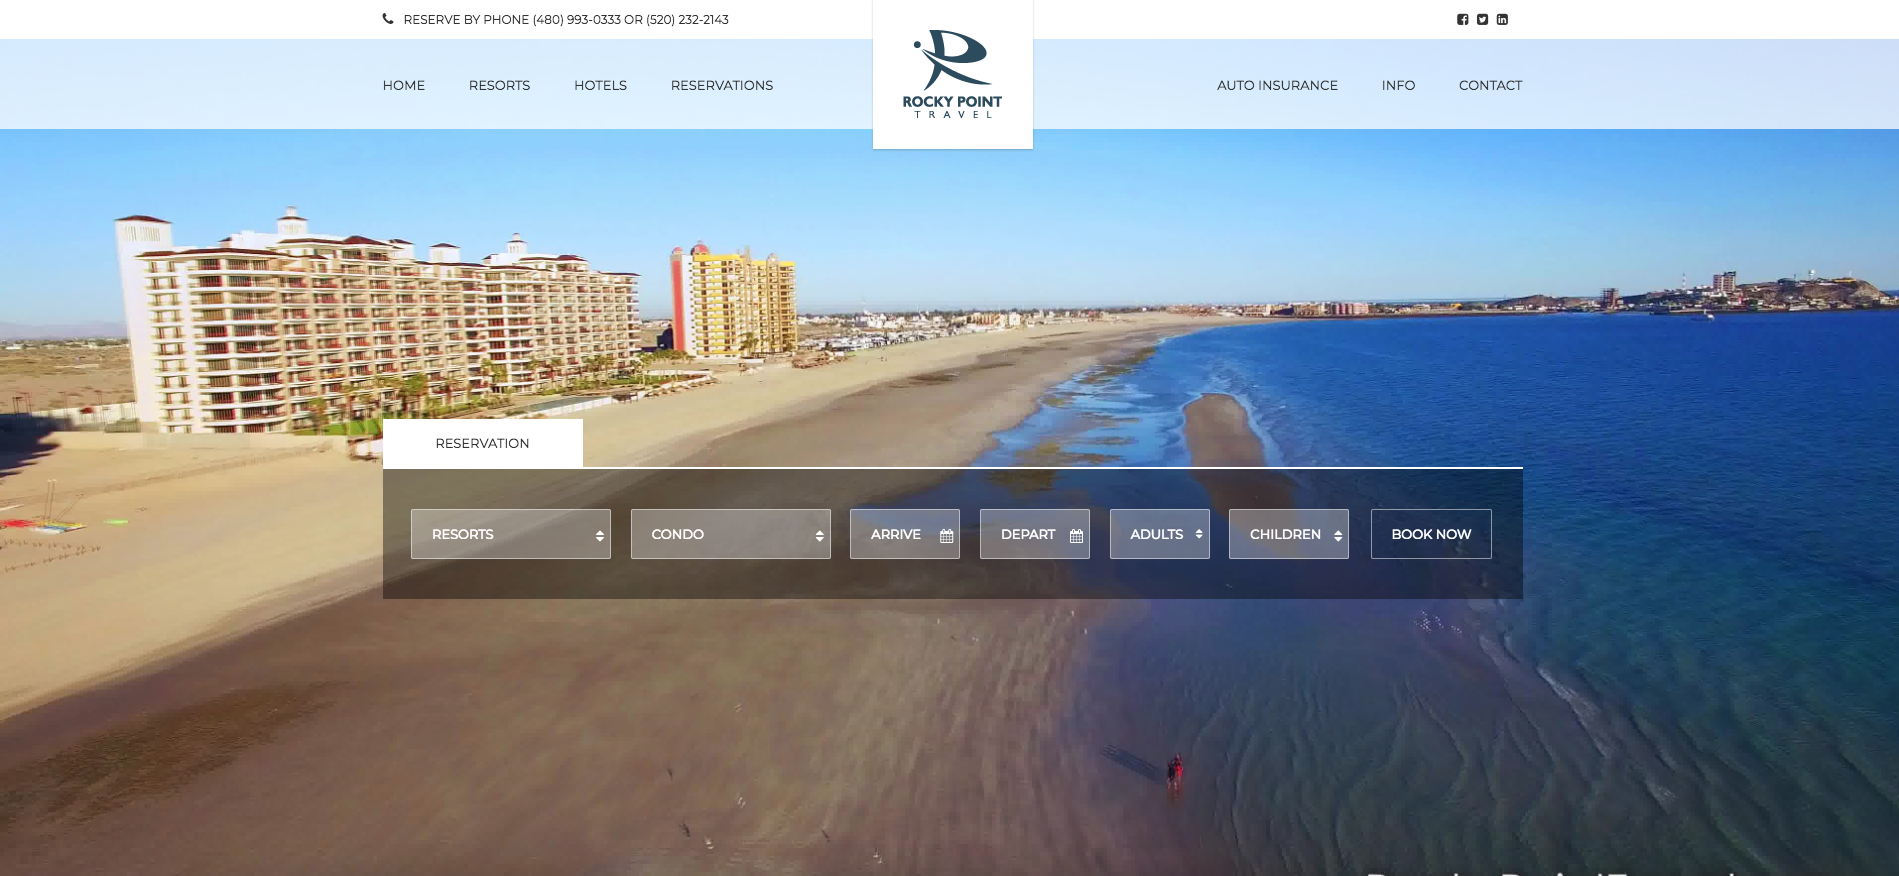 RESERVE BY PHONE (480) 993-0333 OR (520) 232-2143
HOME RESORTS HOTELS RESERVATIONS
ROCKY POINT
TRAVEL
AUTO INSURANCE INFO CONTACT
RESERVATION
RESORTS CONDO ARRIVE DEPART ADULTS CHILDREN BOOK NOW